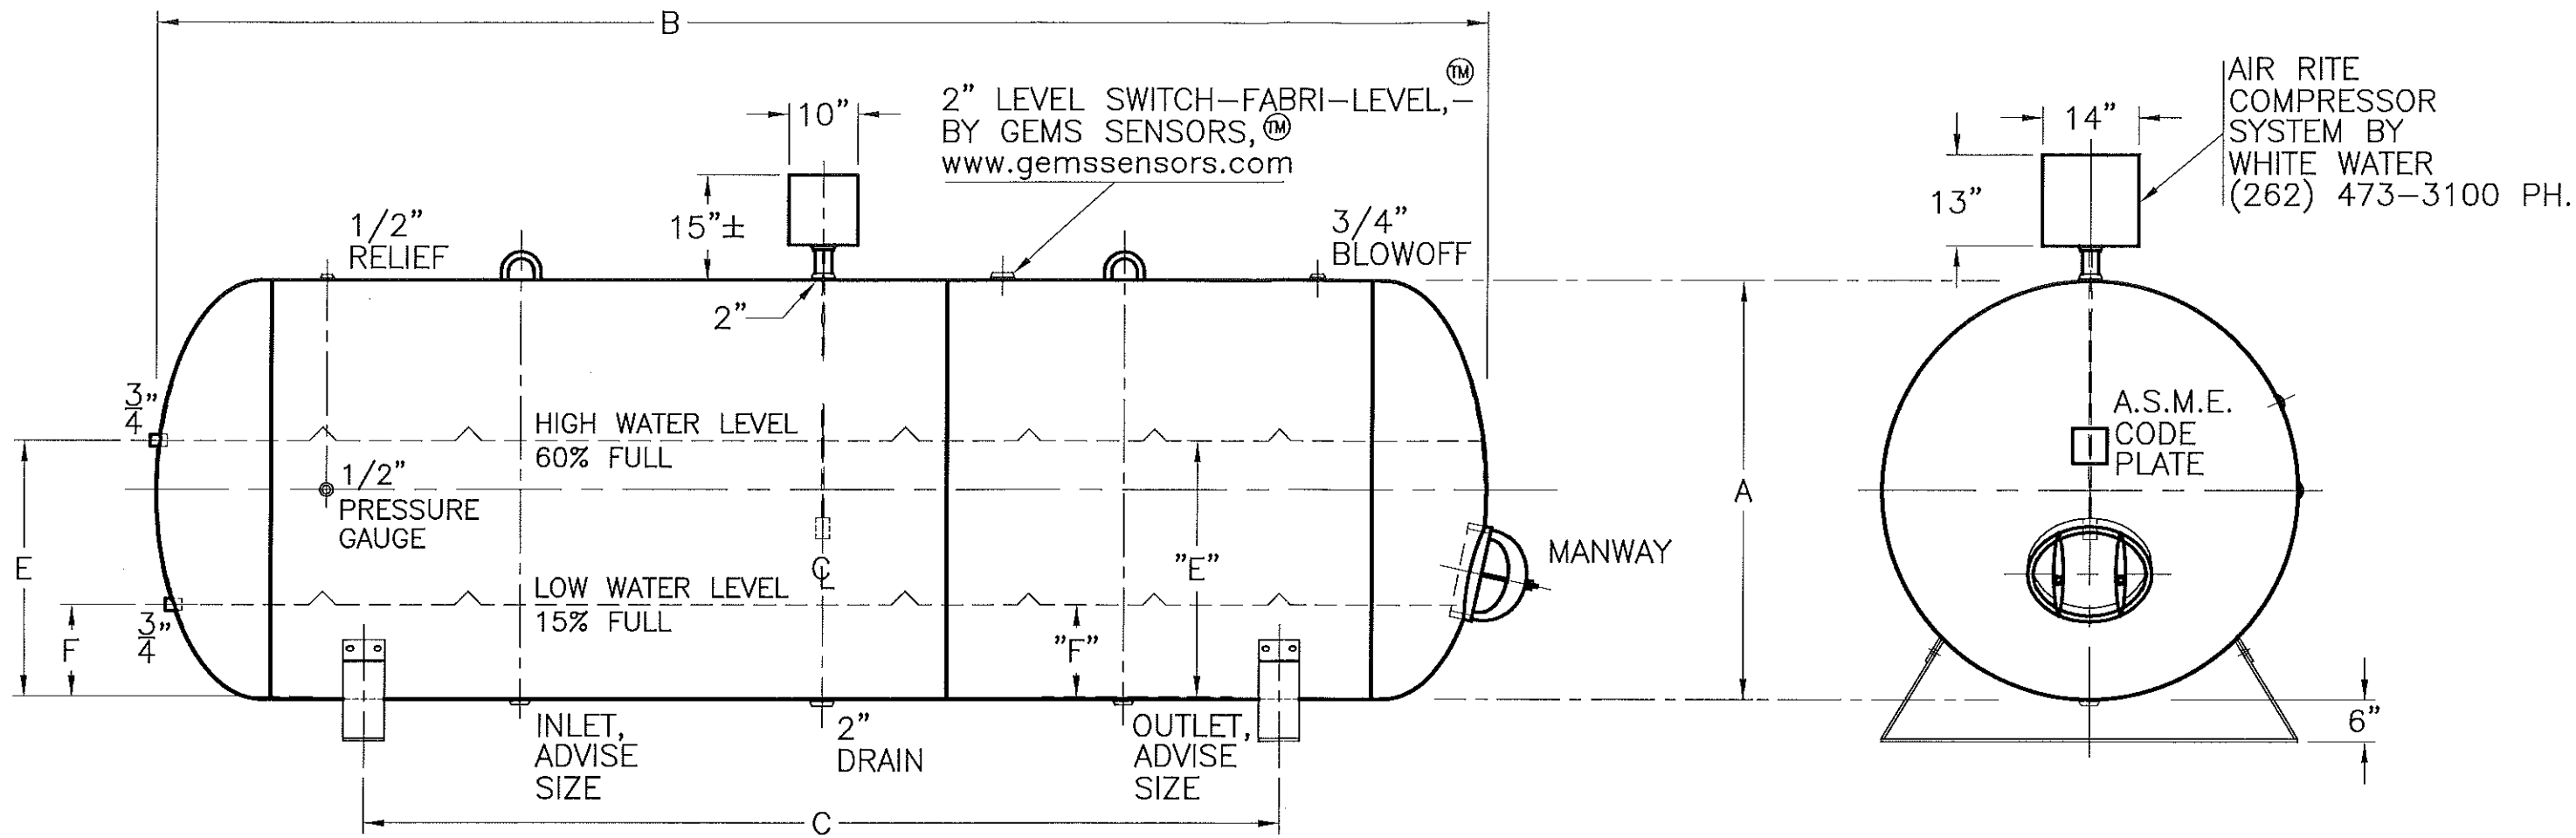 B
2” LEVEL SWITCH–FABRI–LEVEL,™–
BY GEMS SENSORS,™
www.gemssensors.com
10”
15”±
1/2”
RELIEF
3/4”
BLOWOFF
2”
3/4”
HIGH WATER LEVEL
60% FULL
1/2”
PRESSURE
GAUGE
E
"E"
A
MANWAY
℄
LOW WATER LEVEL
15% FULL
3/4”
F
"F"
INLET,
ADVISE
SIZE
2”
DRAIN
OUTLET,
ADVISE
SIZE
C
AIR RITE
COMPRESSOR
SYSTEM BY
WHITE WATER
(262) 473–3100 PH.
14”
13”
A.S.M.E.
CODE
PLATE
6”